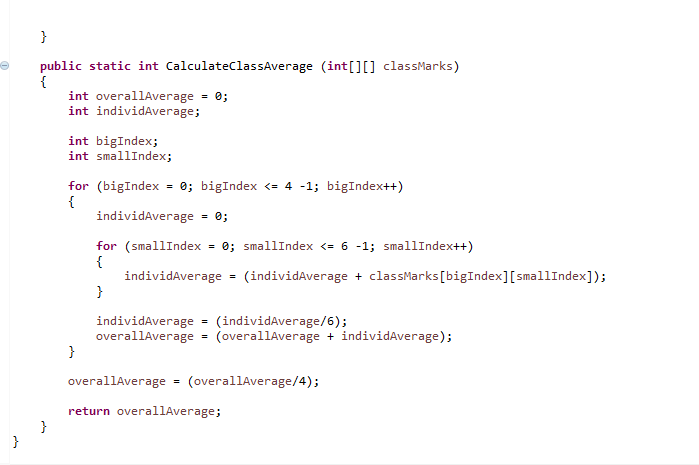 }
public static int CalculateClassAverage (int[][] classMarks)
{
int overallAverage = 0;
int individAverage;
int bigIndex;
int smallIndex;
for (bigIndex = 0; bigIndex <= 4 -1; bigIndex++)
{
individAverage = 0;
for (smallIndex = 0; smallIndex <= 6 -1; smallIndex++)
{
individAverage = (individAverage + classMarks[bigIndex][smallIndex]);
}
individAverage = (individAverage/6);
overallAverage = (overallAverage + individAverage);
}
overallAverage = (overallAverage/4);
return overallAverage;
}
}